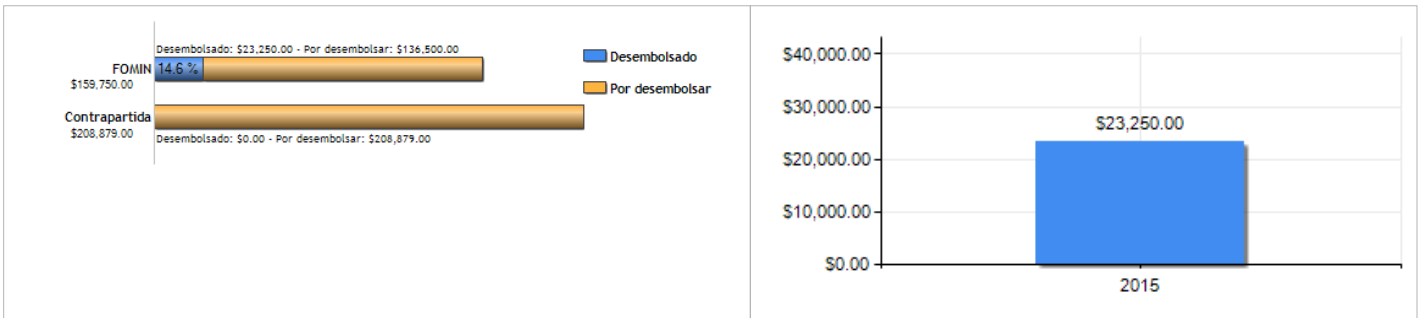 Desembolsado: $23,250.00 - Por desembolsar: $136,500.00
FOMIN 14.6 %
$159,750.00
Contrapartida
$208,879.00
Desembolsado: $0.00 - Por desembolsar: $208,879.00
Desembolsado
Por desembolsar
$40,000.00
$30,000.00
$23,250.00
$20,000.00
$10,000.00
$0.00
2015